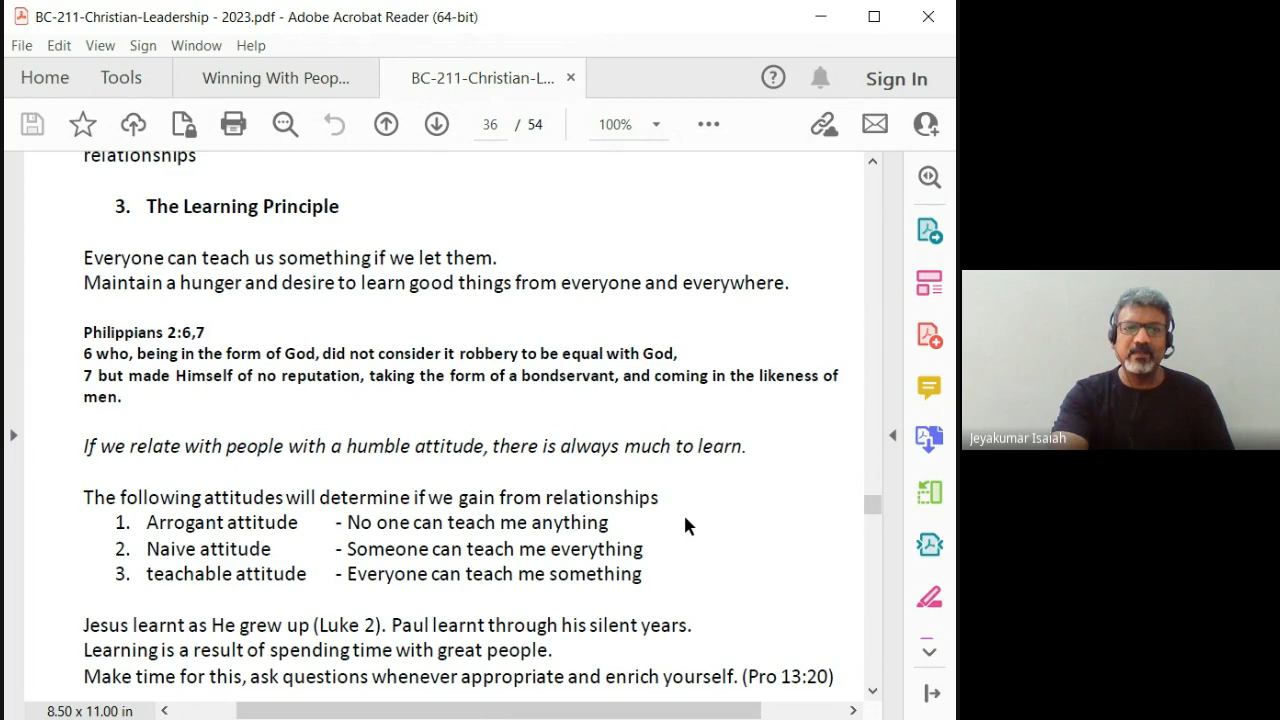 BC-211-Christian-Leadership - 2023.pdf - Adobe Acrobat Reader (64-bit)
File Edit View Sign Window Help
Home Tools Winning With Peop... BC-211-Christian-L... Sign In
36 / 54 100%
relationships
3. The Learning Principle
Everyone can teach us something if we let them.
Maintain a hunger and desire to learn good things from everyone and everywhere.
Philippians 2:6,7
6 who, being in the form of God, did not consider it robbery to be equal with God,
7 but made Himself of no reputation, taking the form of a bondservant, and coming in the likeness of
men.
If we relate with people with a humble attitude, there is always much to learn.
The following attitudes will determine if we gain from relationships
1. Arrogant attitude - No one can teach me anything
2. Naive attitude - Someone can teach me everything
3. teachable attitude - Everyone can teach me something
Jesus learnt as He grew up (Luke 2). Paul learnt through his silent years.
Learning is a result of spending time with great people.
Make time for this, ask questions whenever appropriate and enrich yourself. (Pro 13:20)
8.50 x 11.00 in
Jeyakumar Isaiah